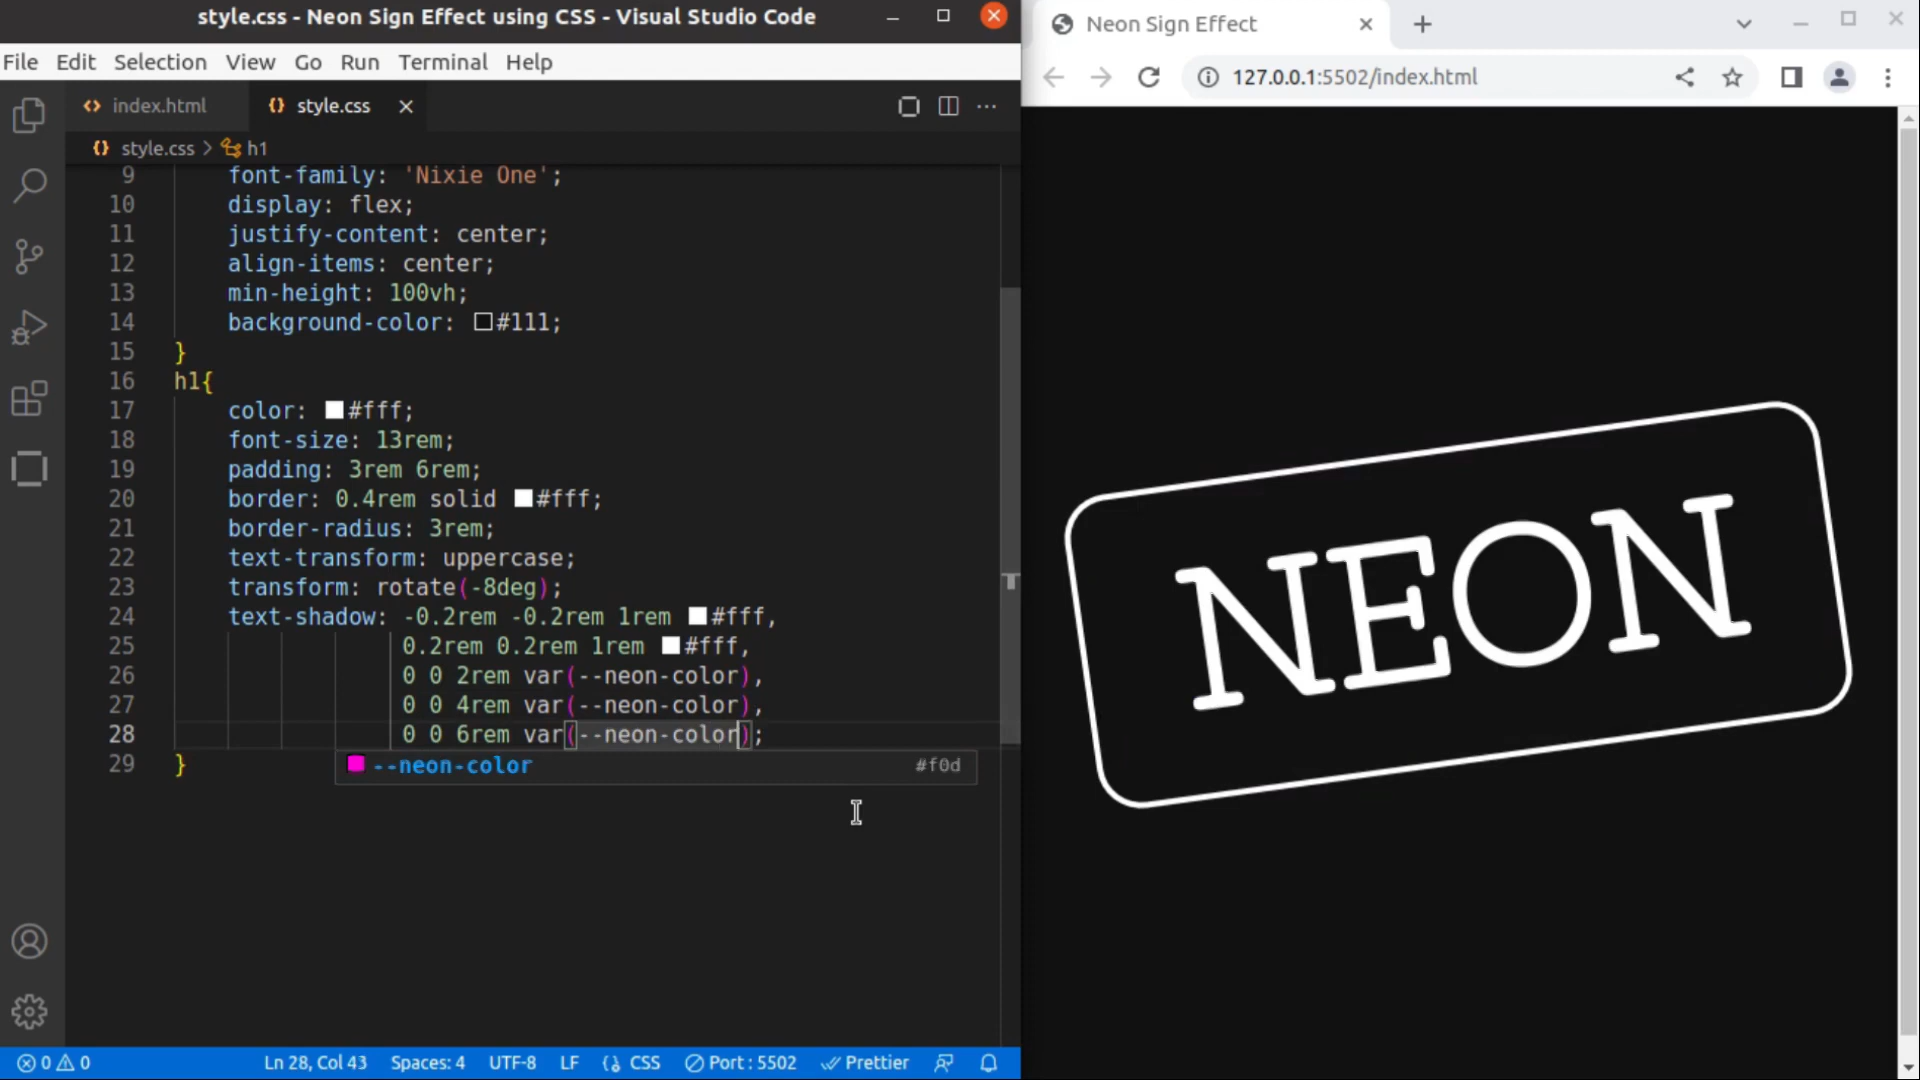 style.css - Neon Sign Effect using CSS - Visual Studio Code
File Edit Selection View Go Run Terminal Help
index.html
style.css
style.css > h1
9 font-family: 'Nixie One';
10 display: flex;
11 justify-content: center;
12 align-items: center;
13 min-height: 100vh;
14 background-color: #111;
15 }
16 h1{
17 color: #fff;
18 font-size: 13rem;
19 padding: 3rem 6rem;
20 border: 0.4rem solid #fff;
21 border-radius: 3rem;
22 text-transform: uppercase;
23 transform: rotate(-8deg);
24 text-shadow: -0.2rem -0.2rem 1rem #fff,
25 0.2rem 0.2rem 1rem #fff,
26 0 0 2rem var(--neon-color),
27 0 0 4rem var(--neon-color),
28 0 0 6rem var(--neon-color);
29 }
--neon-color #f0d
0 0 Ln 28, Col 43 Spaces: 4 UTF-8 LF CSS Port : 5502 Prettier
Neon Sign Effect
127.0.0.1:5502/index.html
NEON